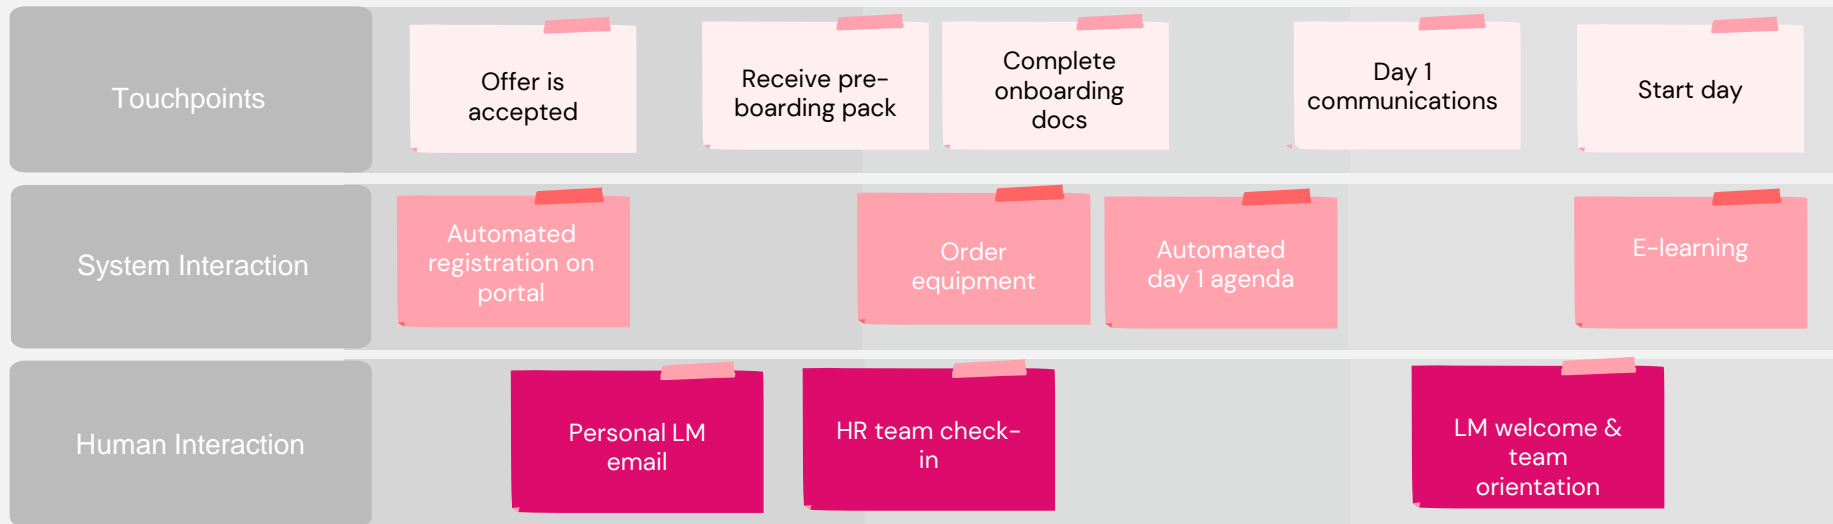 Touchpoints
Offer is
accepted
Receive pre-
boarding pack
Complete
onboarding
docs
Day 1
communications
Start day
System Interaction
Automated
registration on
portal
Order
equipment
Automated
day 1 agenda
E-learning
Human Interaction
Personal LM
email
HR team check-
in
LM welcome &
team
orientation